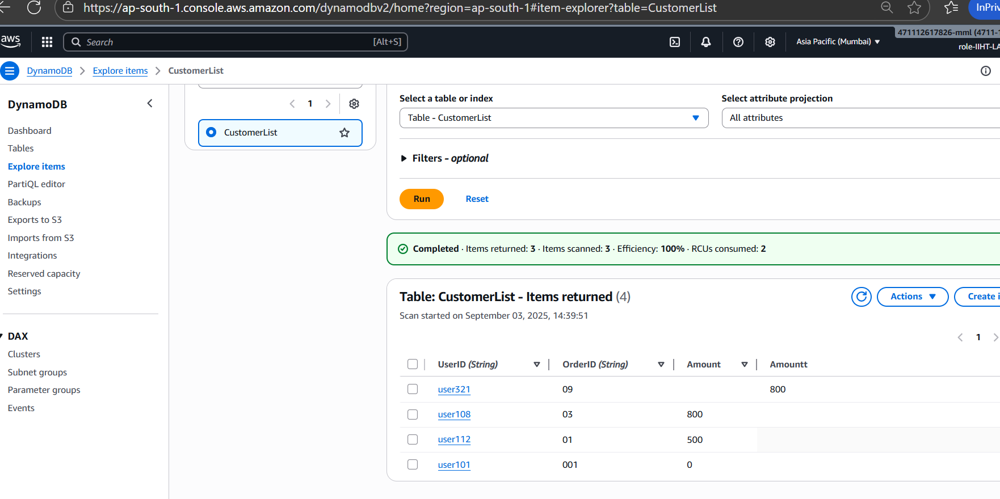 https://ap-south-1.console.aws.amazon.com/dynamodbv2/home?region=ap-south-1#item-explorer?table=CustomerList
aws
Search
[Alt+S]
Asia Pacific (Mumbai)
471112617826-mml (4711-
role-IIHT-LA
DynamoDB
Explore items
CustomerList
DynamoDB
Dashboard
Tables
Explore items
PartiQL editor
Backups
Exports to S3
Imports from S3
Integrations
Reserved capacity
Settings
DAX
Clusters
Subnet groups
Parameter groups
Events
1
CustomerList
Select a table or index
Select attribute projection
Table - CustomerList
All attributes
Filters - optional
Run
Reset
Completed · Items returned: 3 · Items scanned: 3 · Efficiency: 100% · RCUs consumed: 2
Table: CustomerList - Items returned (4)
Actions
Create i
Scan started on September 03, 2025, 14:39:51
1
UserID (String) OrderID (String) Amount Amountt
user321 09 800
user108 03 800
user112 01 500
user101 001 0